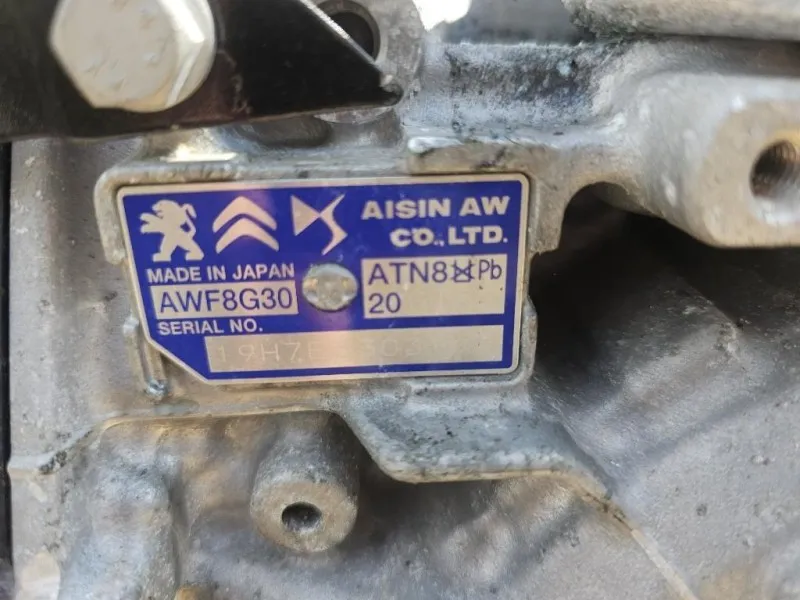 AISIN AW
CO., LTD.
MADE IN JAPAN
AWF8G30
ATN8 Pb
20
SERIAL NO.